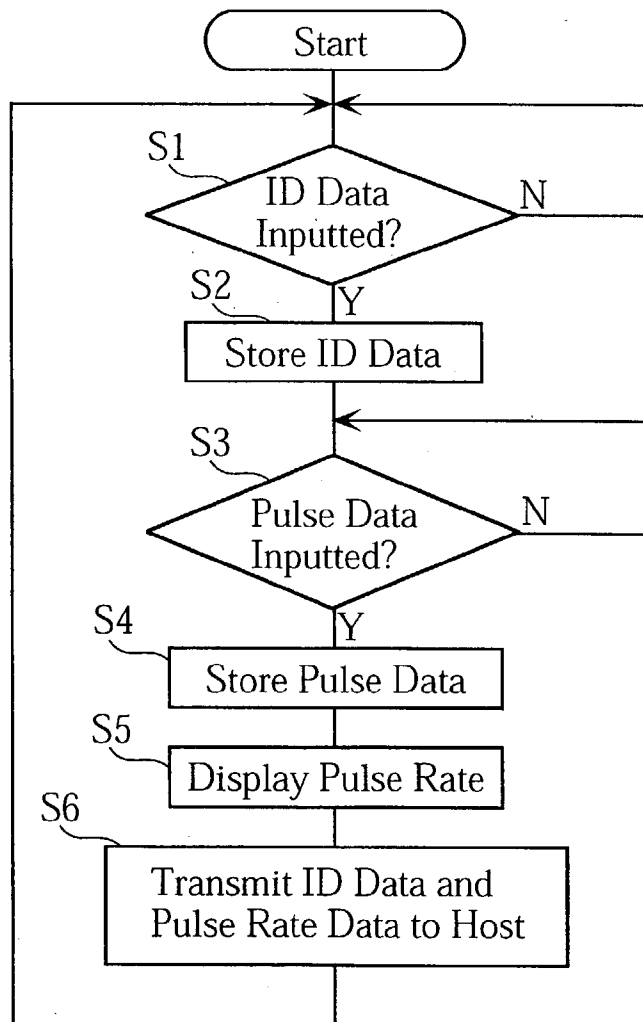 Start
S1
ID Data
Inputted?
N
Y
S2
Store ID Data
S3
Pulse Data
Inputted?
N
Y
S4
Store Pulse Data
S5
Display Pulse Rate
S6
Transmit ID Data and
Pulse Rate Data to Host